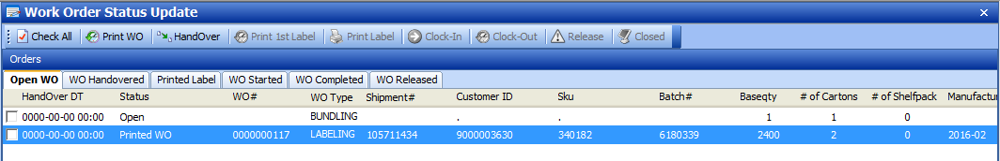 Work Order Status Update
Check All Print WO HandOver Print 1st Label Print Label Clock-In Clock-Out Release Closed
Orders
Open WO WO Handovered Printed Label WO Started WO Completed WO Released
HandOver DT Status WO# WO Type Shipment# Customer ID Sku Batch# Baseqty # of Cartons # of Shelfpack Manufactur
0000-00-00 00:00 Open BUNDLING . . 1 1 0
0000-00-00 00:00 Printed WO 0000000117 LABELING 105711434 9000003630 340182 6180339 2400 2 0 2016-02